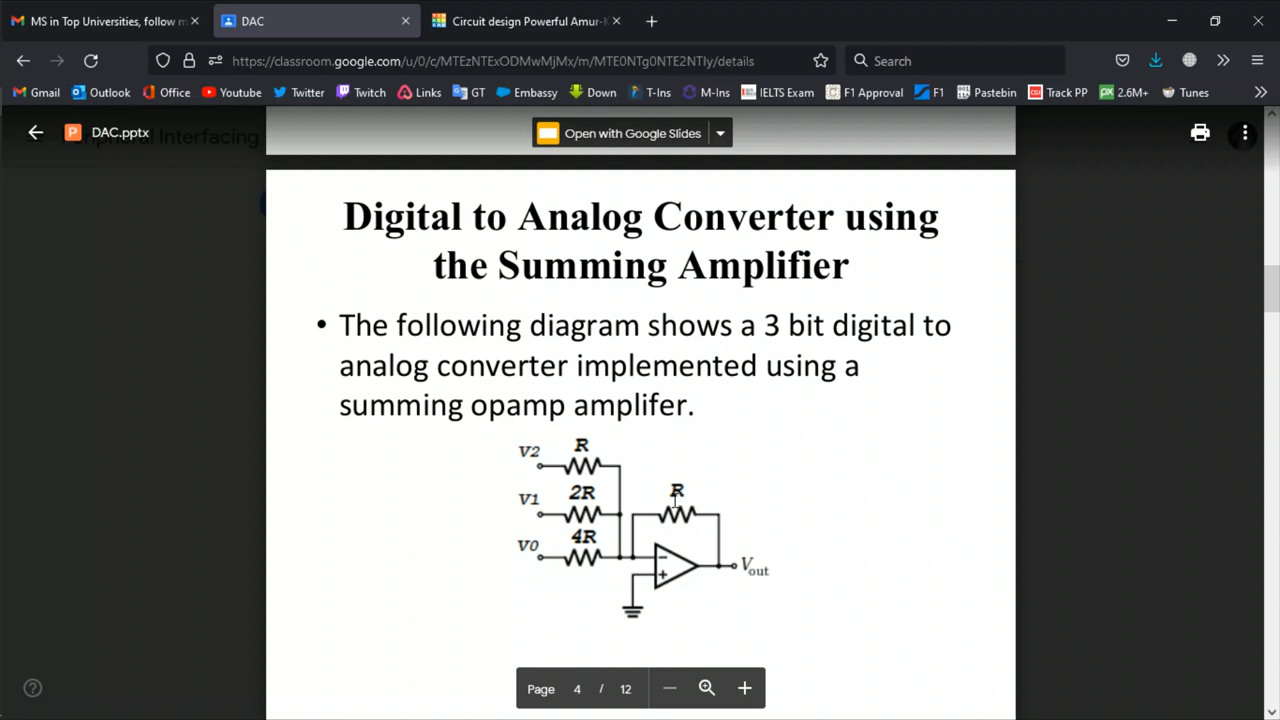 MS in Top Universities, follow m
DAC
Circuit design Powerful Amur-K
https://classroom.google.com/u/0/c/MTEzNTExODMwMjMx/m/MTE0NTg0NTE2NTIy/details
Search
Gmail Outlook Office Youtube Twitter Twitch Links GT Embassy Down T-Ins M-Ins IELTS Exam F1 Approval F1 Pastebin Track PP 2.6M+ Tunes
DAC.pptx
Open with Google Slides
Digital to Analog Converter using
the Summing Amplifier
• The following diagram shows a 3 bit digital to
analog converter implemented using a
summing opamp amplifer.
V2 R
V1 2R R
V0 4R
Vout
Page 4 / 12